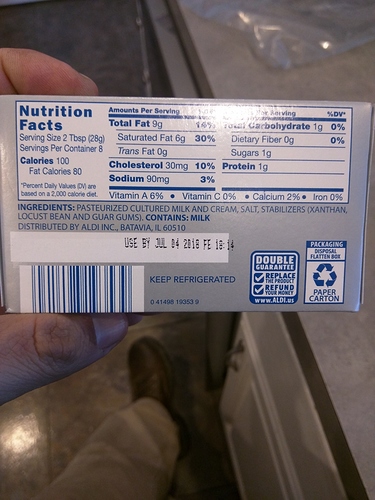 Nutrition
Facts
Serving Size 2 Tbsp (28g)
Servings Per Container 8
Calories 100
Fat Calories 80
*Percent Daily Values (DV) are
based on a 2,000 calorie diet.
Amounts Per Serving
Total Fat 9g 14%
Saturated Fat 6g 30%
Trans Fat 0g
Cholesterol 30mg 10%
Sodium 90mg 3%
Per Serving %DV*
Total Carbohydrate 1g 0%
Dietary Fiber 0g 0%
Sugars 1g
Protein 1g
Vitamin A 6% • Vitamin C 0% • Calcium 2% • Iron 0%
INGREDIENTS: PASTEURIZED CULTURED MILK AND CREAM, SALT, STABILIZERS (XANTHAN,
LOCUST BEAN AND GUAR GUMS). CONTAINS: MILK
DISTRIBUTED BY ALDI INC., BATAVIA, IL 60510
USE BY JUL 04 2018 FE 18:14
KEEP REFRIGERATED
0 41498 19353 9
DOUBLE
GUARANTEE
REPLACE
THE PRODUCT
REFUND
YOUR MONEY
www.ALDI.us
PACKAGING
DISPOSAL
FLATTEN BOX
PAPER
CARTON